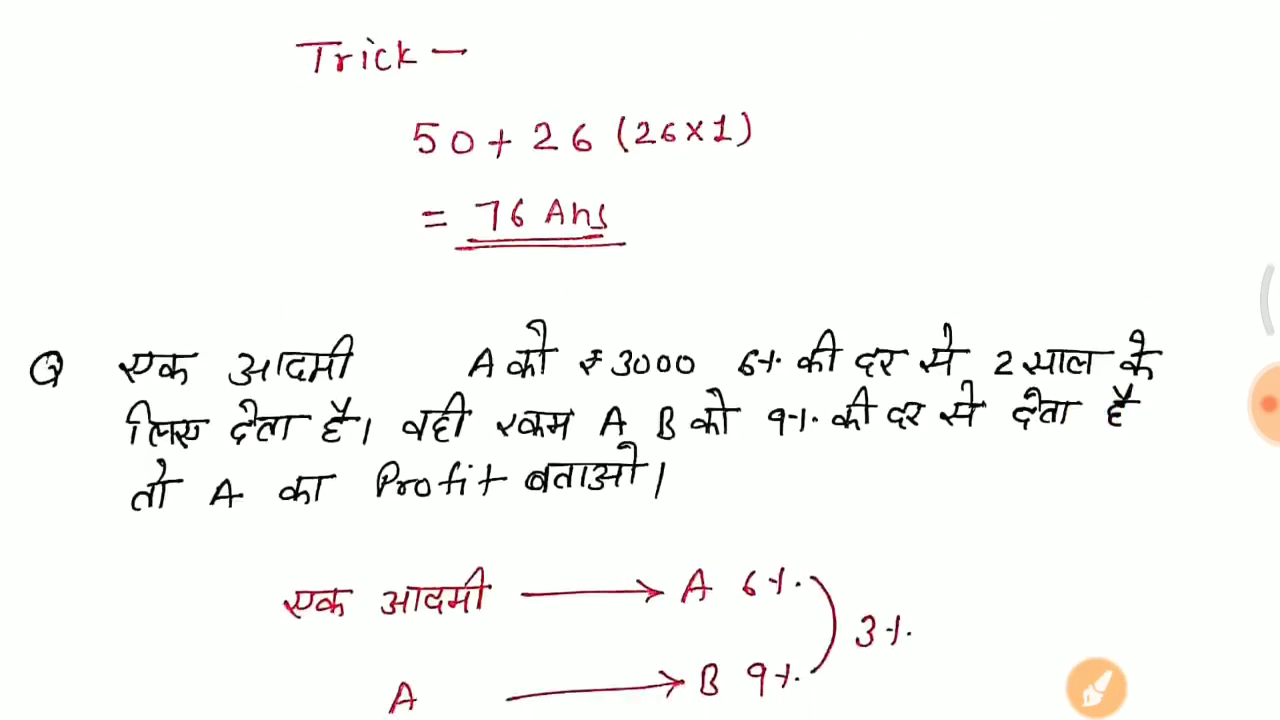 Trick -
50 + 26 (26×1)
= 76 Ans
Q एक आदमी A को ₹3000 6% की दर से 2 साल के
लिए देता है। वही रकम A B को 9% की दर से देता है
तो A का Profit बताओ।
एक आदमी → A 6%
3%
A → B 9%